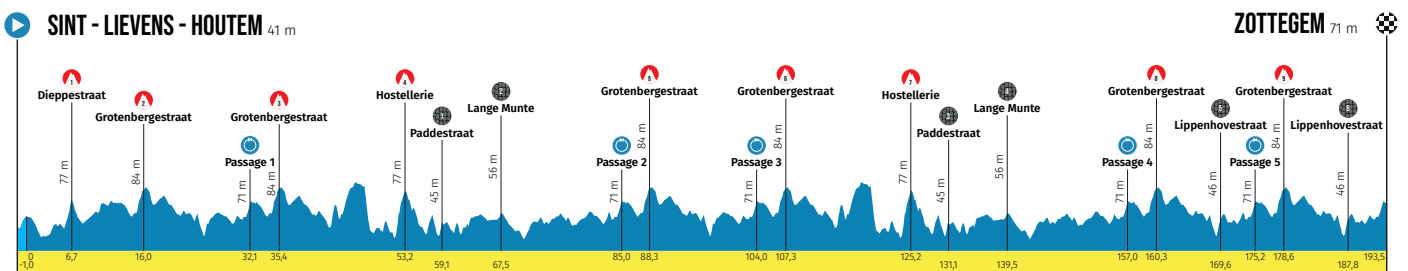 SINT - LIEVENS - HOUTEM 41 m
ZOTTEGEM 71 m
1
Dieppestraat
77 m
2
Grotenbergestraat
84 m
Passage 1
71 m
3
Grotenbergestraat
84 m
4
Hostellerie
77 m
1
Paddestraat
45 m
2
Lange Munte
56 m
Passage 2
71 m
5
Grotenbergestraat
84 m
Passage 3
71 m
6
Grotenbergestraat
84 m
7
Hostellerie
77 m
3
Paddestraat
45 m
4
Lange Munte
56 m
Passage 4
71 m
8
Grotenbergestraat
84 m
5
Lippenhovestraat
46 m
Passage 5
71 m
9
Grotenbergestraat
84 m
6
Lippenhovestraat
46 m
-1,0 0 6,7 16,0 32,1 35,4 53,2 59,1 67,5 85,0 88,3 104,0 107,3 125,2 131,1 139,5 157,0 160,3 169,6 175,2 178,6 187,8 193,5